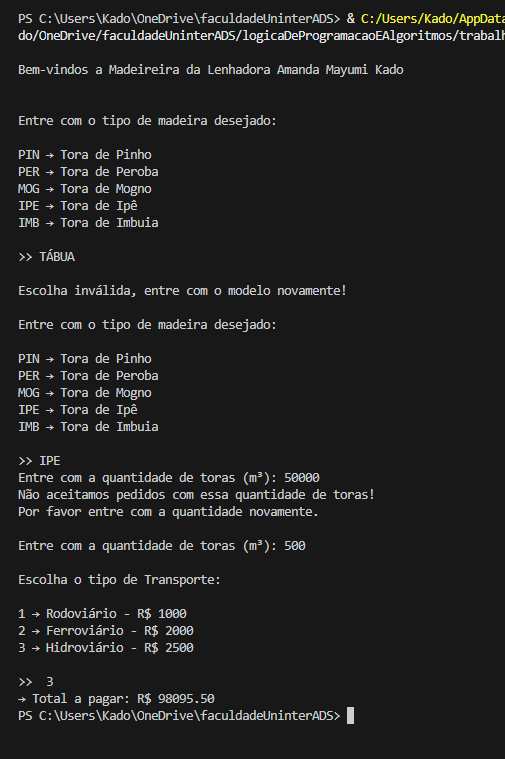 PS C:\Users\Kado\OneDrive\faculdadeUninterADS> & C:/Users/Kado/AppData
do/OneDrive/faculdadeUninterADS/logicaDeProgramacaoEAlgoritmos/trabalh
Bem-vindos a Madeireira da Lenhadora Amanda Mayumi Kado
Entre com o tipo de madeira desejado:
PIN → Tora de Pinho
PER → Tora de Peroba
MOG → Tora de Mogno
IPE → Tora de Ipê
IMB → Tora de Imbuia
>> TÁBUA
Escolha inválida, entre com o modelo novamente!
Entre com o tipo de madeira desejado:
PIN → Tora de Pinho
PER → Tora de Peroba
MOG → Tora de Mogno
IPE → Tora de Ipê
IMB → Tora de Imbuia
>> IPE
Entre com a quantidade de toras (m³): 50000
Não aceitamos pedidos com essa quantidade de toras!
Por favor entre com a quantidade novamente.
Entre com a quantidade de toras (m³): 500
Escolha o tipo de Transporte:
1 → Rodoviário - R$ 1000
2 → Ferroviário - R$ 2000
3 → Hidroviário - R$ 2500
>>  3
→ Total a pagar: R$ 98095.50
PS C:\Users\Kado\OneDrive\faculdadeUninterADS>